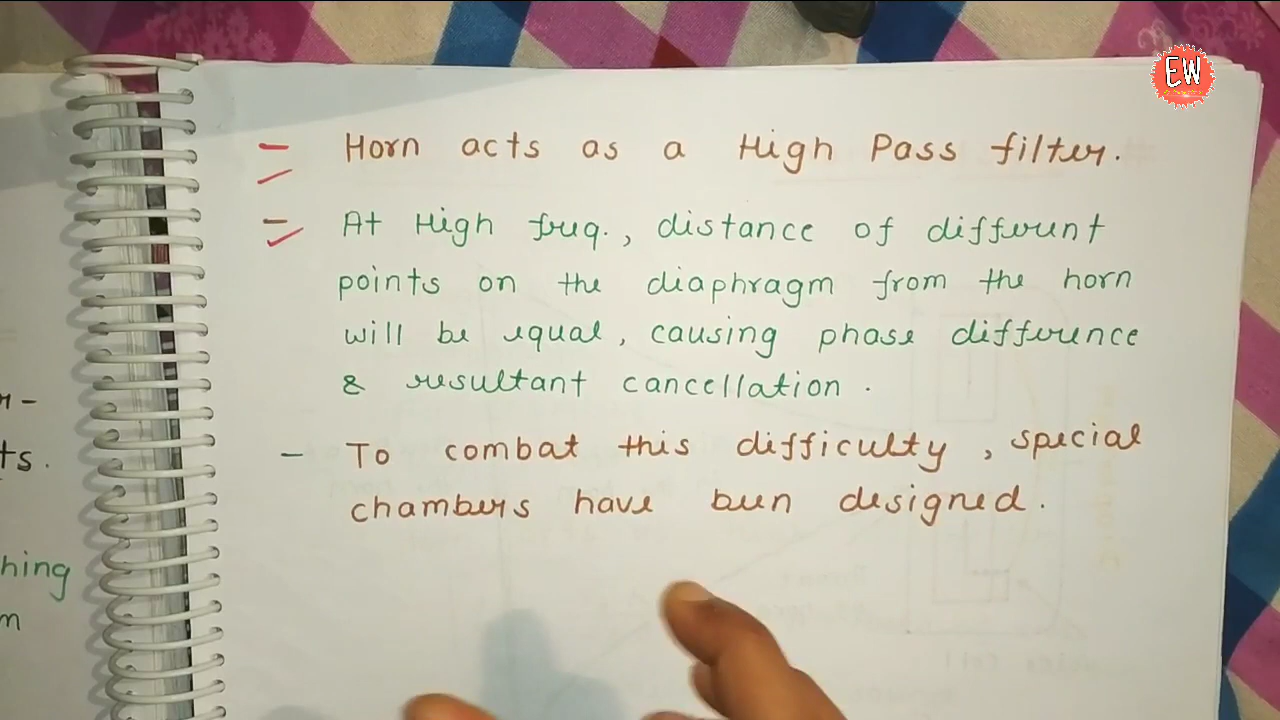 EW
- Horn acts as a High Pass filter.
- At High freq., distance of different
points on the diaphragm from the horn
will be equal, causing phase difference
& resultant cancellation.
- To combat this difficulty, special
chambers have been designed.
ts.
hing
m